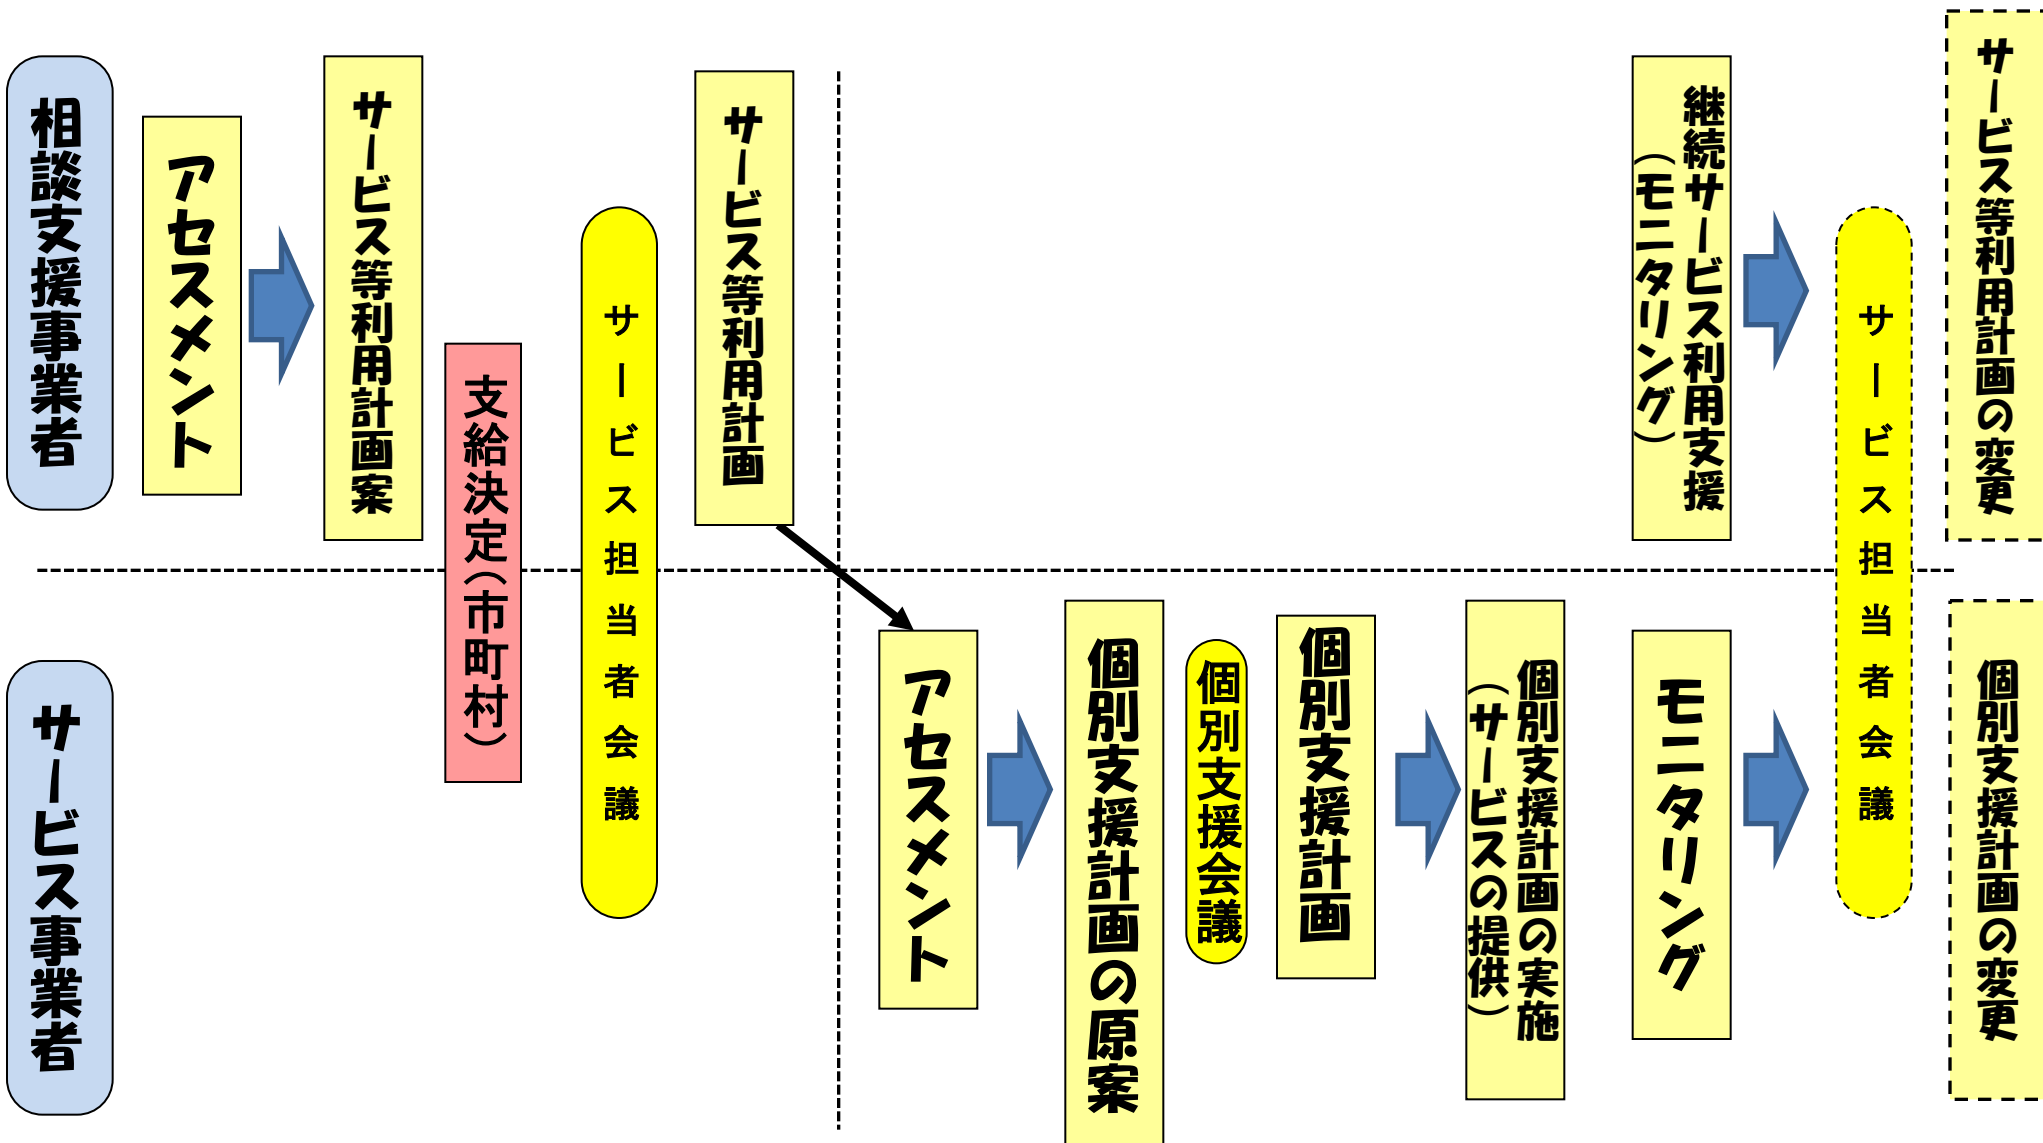 相談支援事業者
アセスメント
サービス等利用計画案
支給決定（市町村）
サービス担当者会議
サービス等利用計画
継続サービス利用支援
（モニタリング）
サービス担当者会議
サービス等利用計画の変更
サービス事業者
アセスメント
個別支援計画の原案
個別支援会議
個別支援計画
個別支援計画の実施
（サービスの提供）
モニタリング
個別支援計画の変更